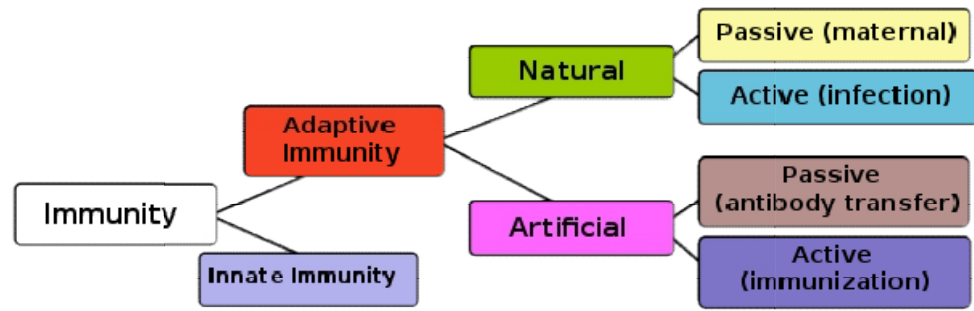 Passive (maternal)
Natural
Active (infection)
Adaptive
Immunity
Passive
(antibody transfer)
Immunity
Artificial
Active
(immunization)
Innate Immunity